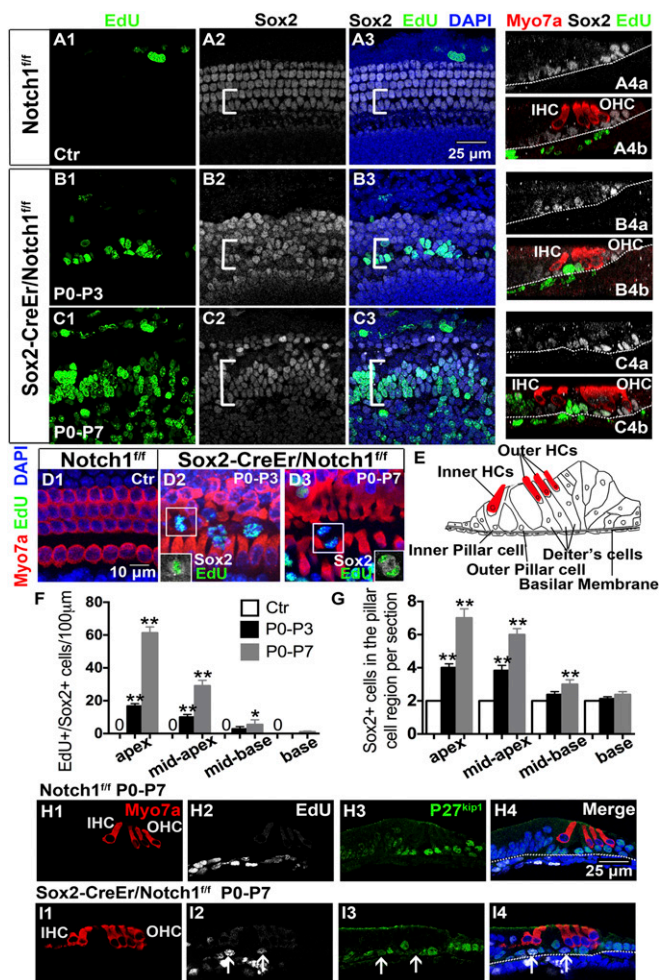 EdU Sox2 Sox2 EdU DAPI Myo7a Sox2 EdU
Notch1f/f
A1 A2 A3 A4a
Ctr 25 µm
IHC OHC
A4b
Sox2-CreEr/Notch1f/f
B1 B2 B3 B4a
P0-P3
IHC OHC
B4b
C1 C2 C3 C4a
P0-P7
IHC OHC
C4b
Notch1f/f Sox2-CreEr/Notch1f/f
Myo7a EdU DAPI
D1 Ctr D2 P0-P3 D3 P0-P7
10 µm
Sox2 Sox2
EdU EdU
E
Outer HCs
Inner HCs
Inner Pillar cell
Outer Pillar cell
Deiter's cells
Basilar Membrane
F
EdU+/Sox2+ cells/100µm
80
60
40
20
0
** ** ** ** *
0 0 0 0
Ctr
P0-P3
P0-P7
apex mid-apex mid-base base
G
Sox2+ cells in the pillar
cell region per section
8
6
4
2
0
** ** ** ** *
apex mid-apex mid-base base
Notch1f/f P0-P7
H1 Myo7a H2 EdU H3 P27kip1 H4 Merge
IHC OHC
25 µm
Sox2-CreEr/Notch1f/f P0-P7
I1 I2 I3 I4
IHC OHC